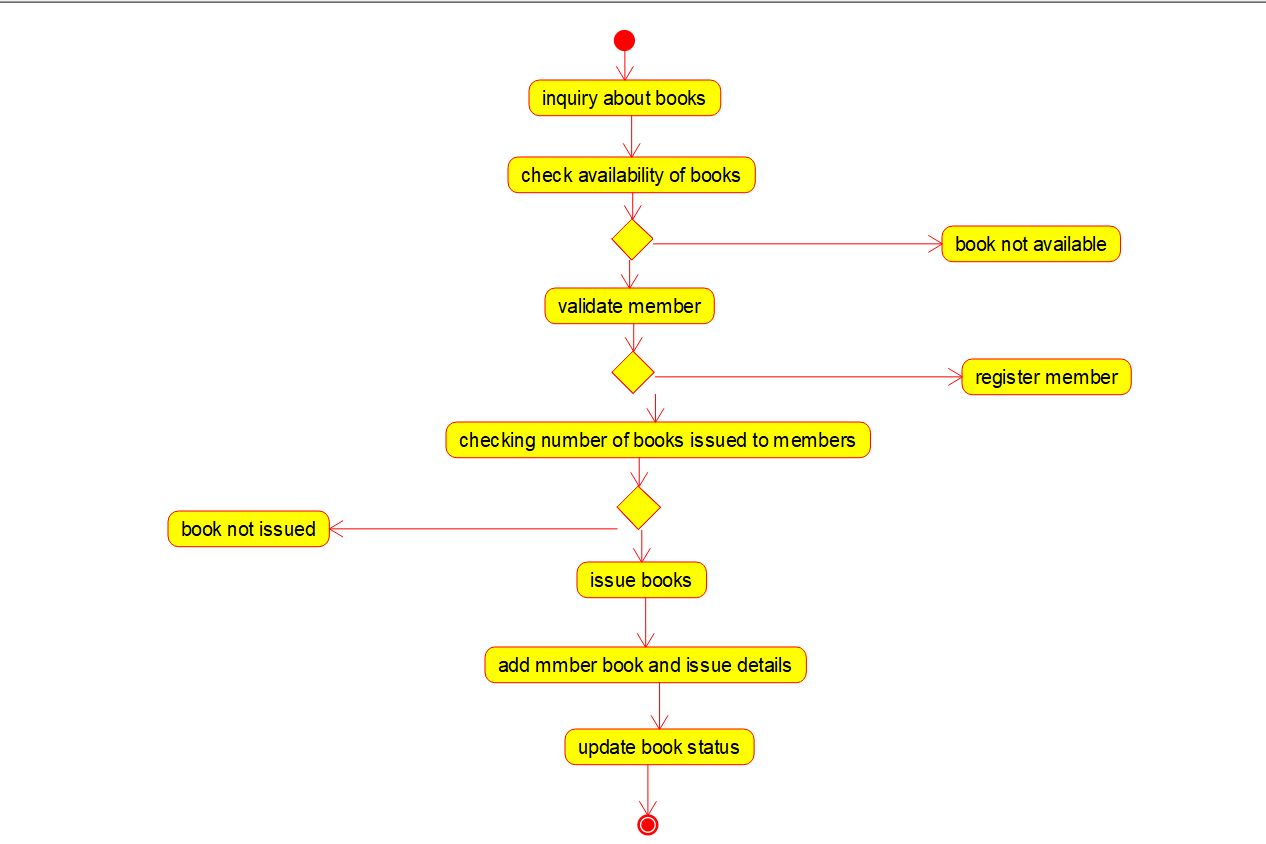 inquiry about books
check availability of books
book not available
validate member
register member
checking number of books issued to members
book not issued
issue books
add mmber book and issue details
update book status